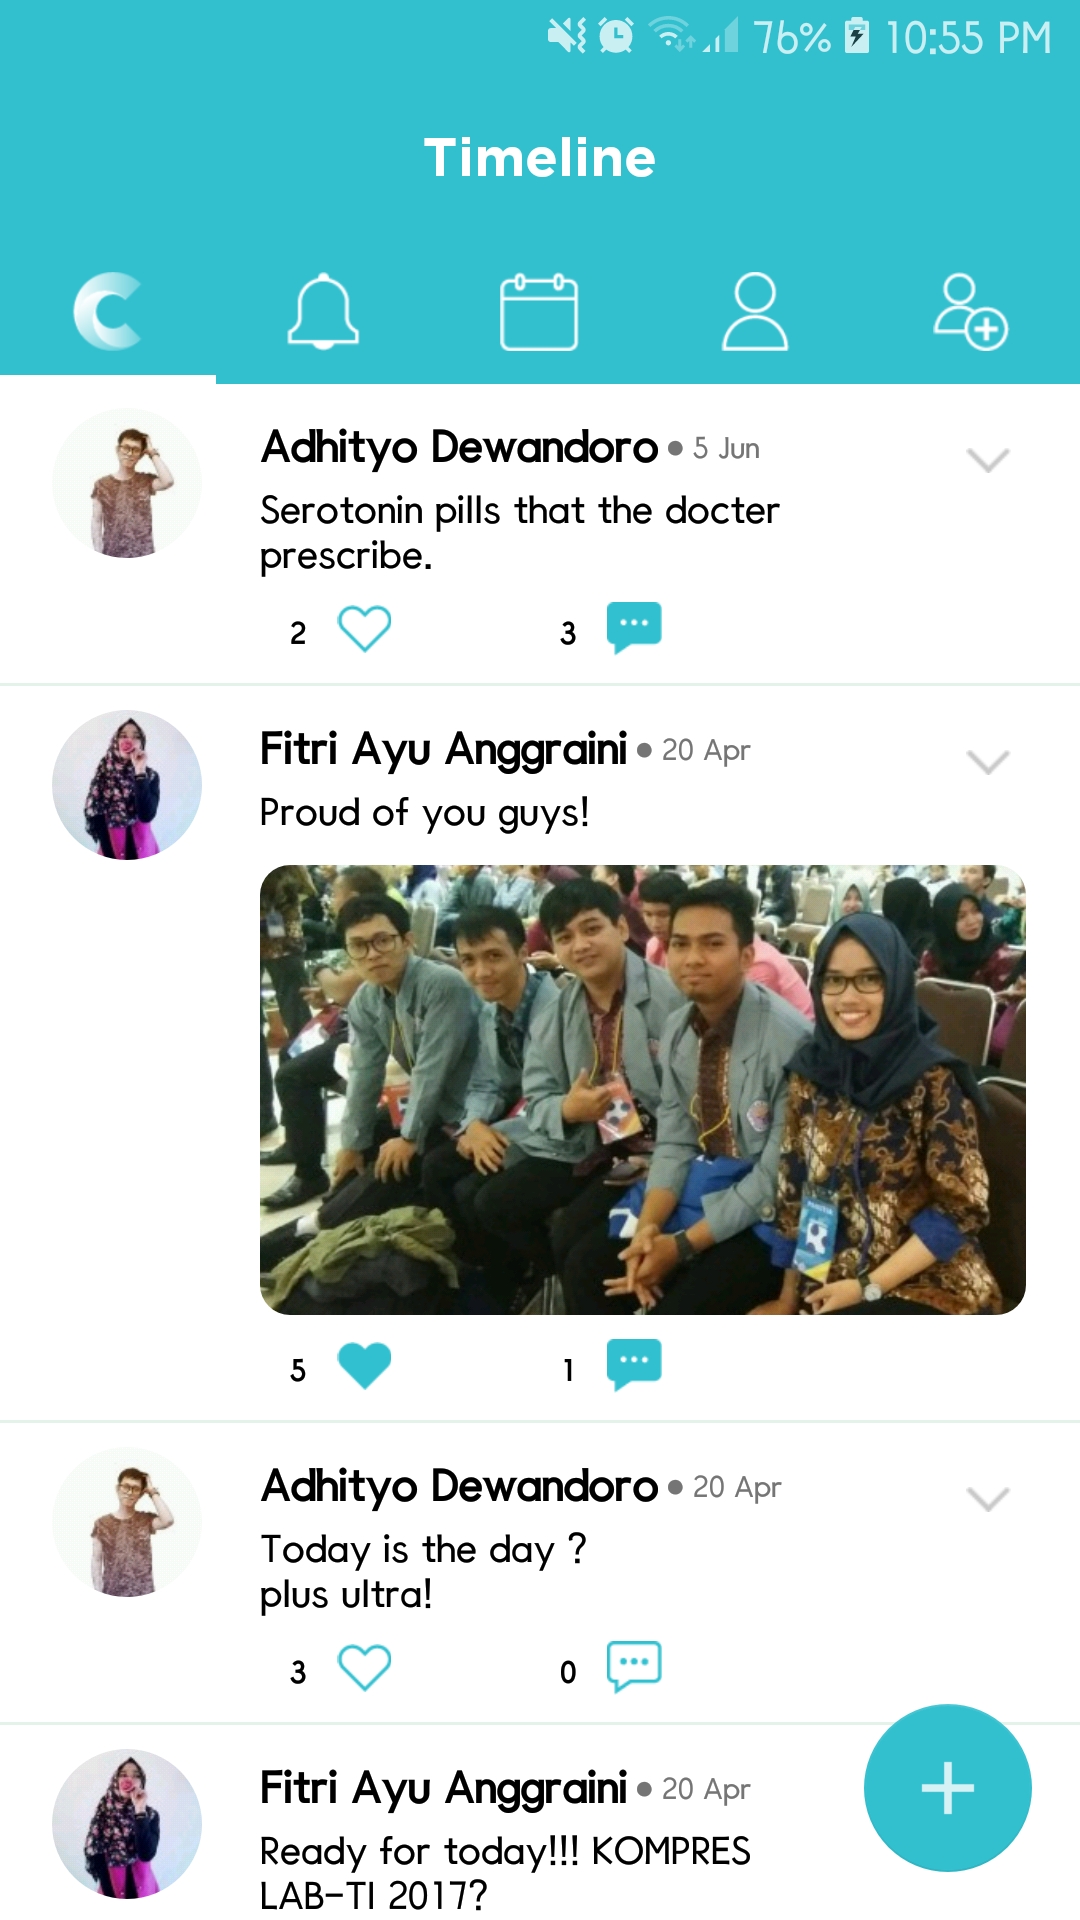 76% 10:55 PM
Timeline
Adhityo Dewandoro • 5 Jun
Serotonin pills that the docter
prescribe.
2 3
Fitri Ayu Anggraini • 20 Apr
Proud of you guys!
5 1
Adhityo Dewandoro • 20 Apr
Today is the day ?
plus ultra!
3 0
Fitri Ayu Anggraini • 20 Apr
Ready for today!!! KOMPRES
LAB-TI 2017?